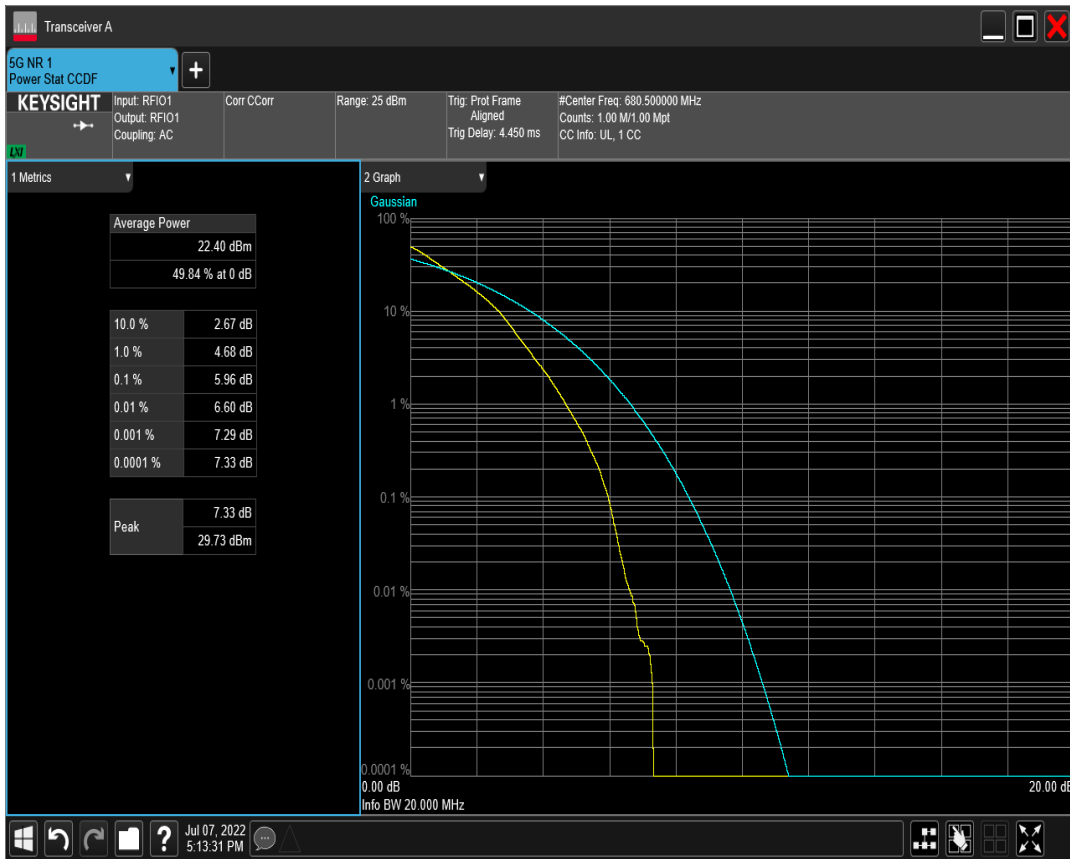 Transceiver A
5G NR 1
Power Stat CCDF
+
KEYSIGHT
LXI
Input: RFIO1
Output: RFIO1
Coupling: AC
Corr CCorr
Range: 25 dBm
Trig: Prot Frame
Aligned
Trig Delay: 4.450 ms
#Center Freq: 680.500000 MHz
Counts: 1.00 M/1.00 Mpt
CC Info: UL, 1 CC
1 Metrics
Average Power
22.40 dBm
49.84 % at 0 dB
10.0 % 2.67 dB
1.0 % 4.68 dB
0.1 % 5.96 dB
0.01 % 6.60 dB
0.001 % 7.29 dB
0.0001 % 7.33 dB
Peak
7.33 dB
29.73 dBm
2 Graph
Gaussian
100 %
10 %
1 %
0.1 %
0.01 %
0.001 %
0.0001 %
0.00 dB 20.00 dB
Info BW 20.000 MHz
?
Jul 07, 2022
5:13:31 PM